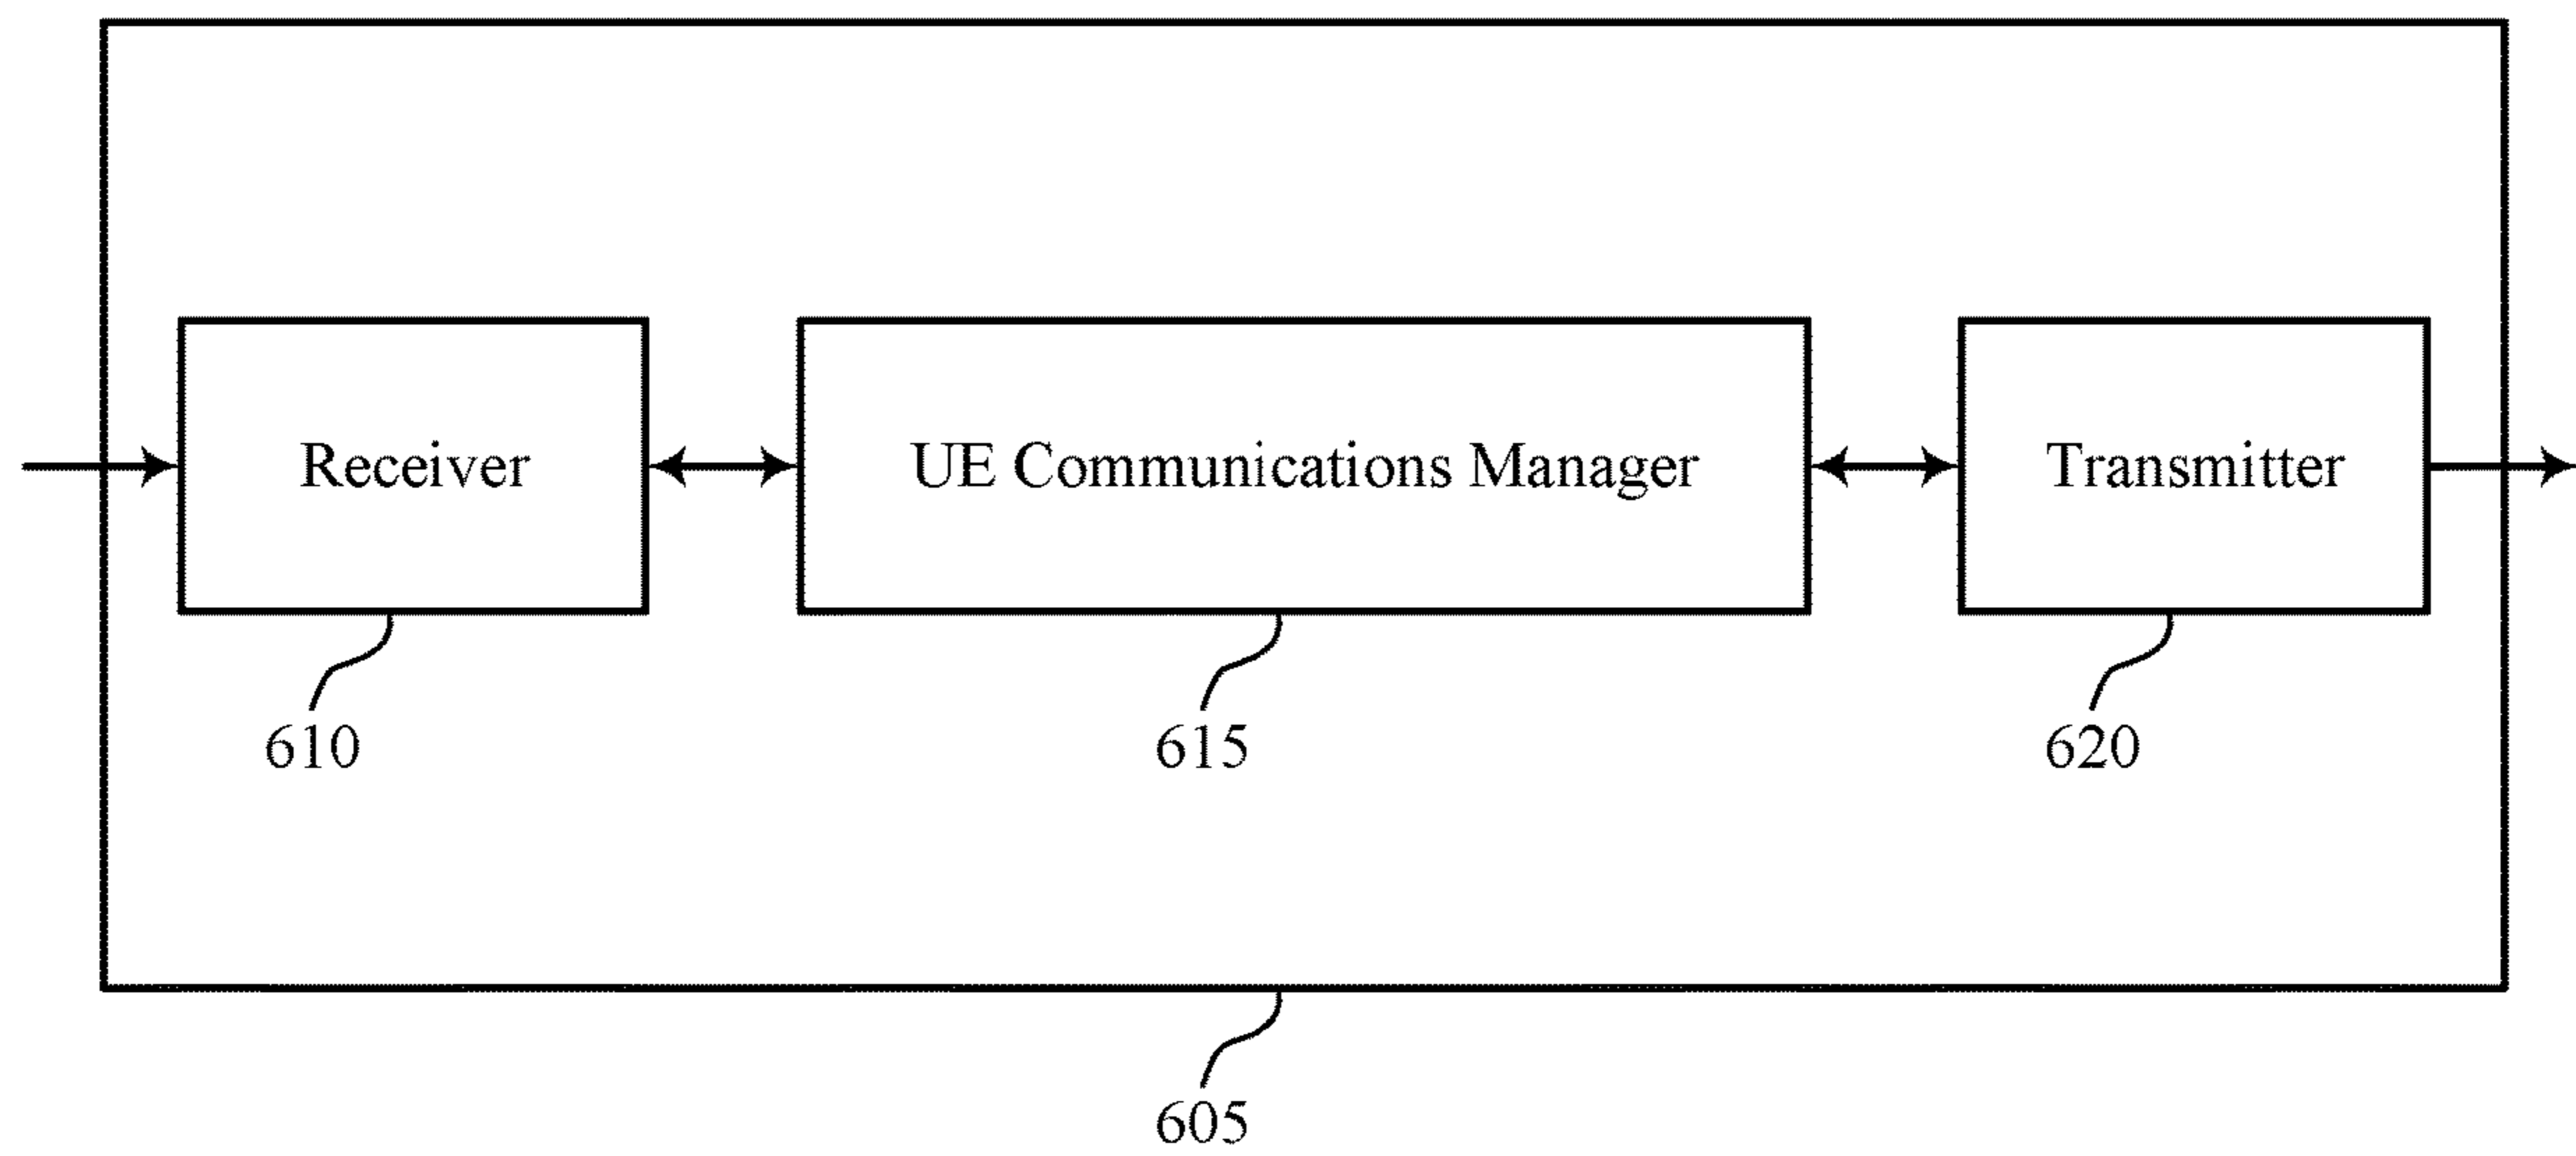 Receiver
UE Communications Manager
Transmitter
610
615
620
605